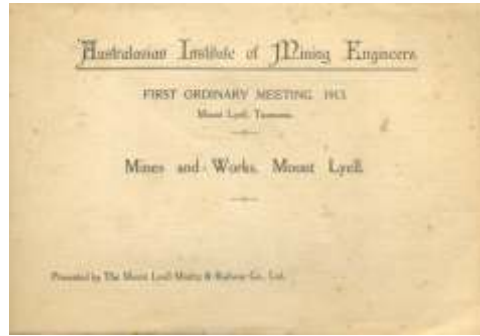 Australasian Institute of Mining Engineers
FIRST ORDINARY MEETING 1913
Mount Lyell, Tasmania.
Mines and Works, Mount Lyell.
Presented by The Mount Lyell Mining & Railway Co., Ltd.